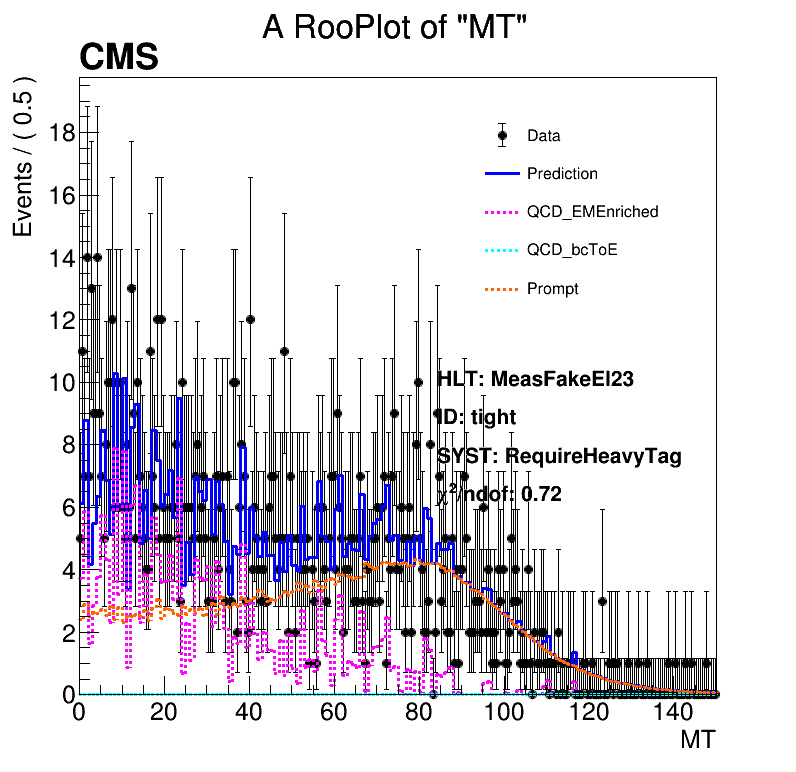 A RooPlot of "MT"
CMS
Events / ( 0.5 )
18
16
14
12
10
8
6
4
2
0
Data
Prediction
QCD_EMEnriched
QCD_bcToE
Prompt
HLT: MeasFakeEl23
ID: tight
SYST: RequireHeavyTag
χ²/ndof: 0.72
0 20 40 60 80 100 120 140
MT